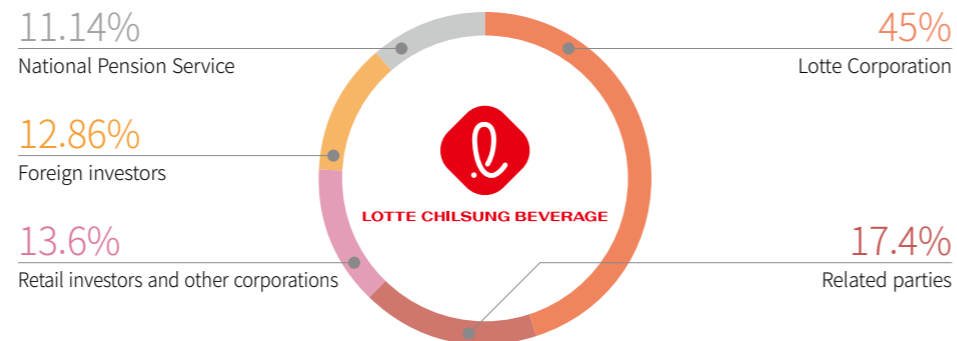 11.14%
National Pension Service
12.86%
Foreign investors
13.6%
Retail investors and other corporations
LOTTE CHILSUNG BEVERAGE
45%
Lotte Corporation
17.4%
Related parties